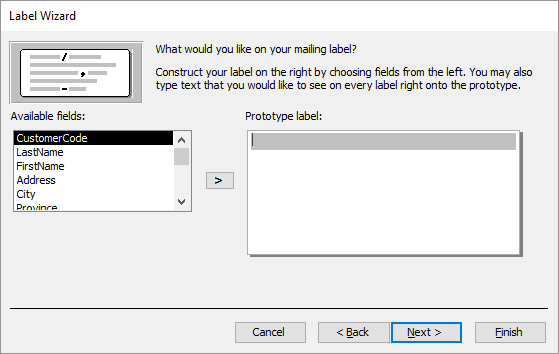 Label Wizard
What would you like on your mailing label?
Construct your label on the right by choosing fields from the left. You may also
type text that you would like to see on every label right onto the prototype.
Available fields:
Prototype label:
CustomerCode
LastName
FirstName
Address
City
Province
>
Cancel
< Back
Next >
Finish